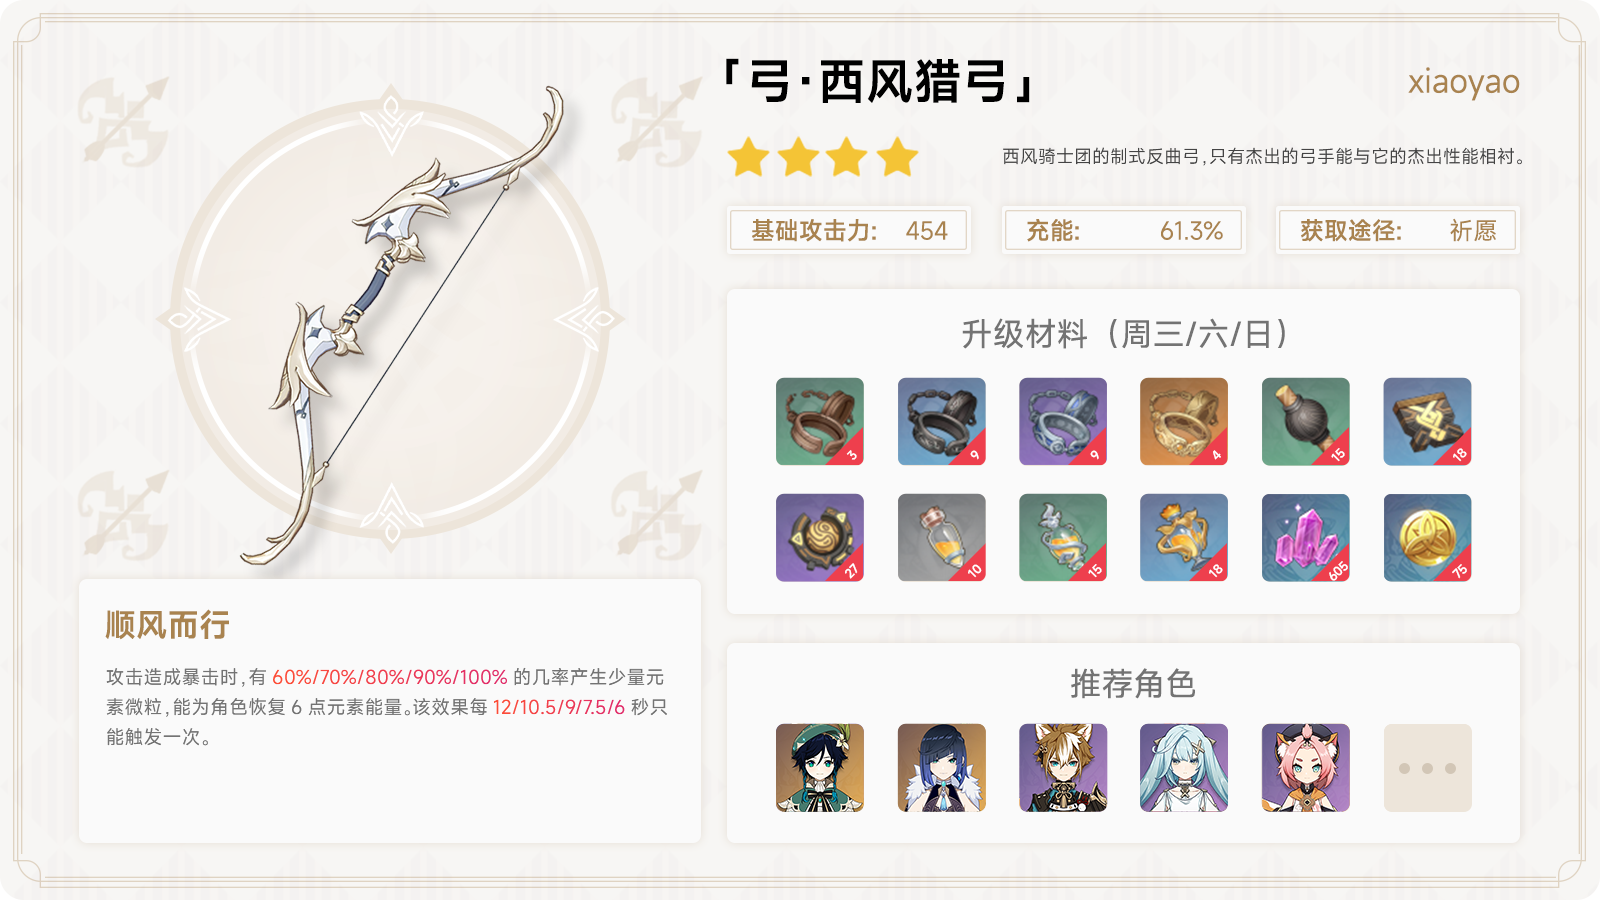 「弓·西风猎弓」
xiaoyao
西风骑士团的制式反曲弓,只有杰出的弓手能与它的杰出性能相衬。
基础攻击力: 454
充能: 61.3%
获取途径: 祈愿
升级材料（周三/六/日）
3 9 9 4 15 18
27 10 15 18 605 75
顺风而行
攻击造成暴击时,有 60%/70%/80%/90%/100% 的几率产生少量元
素微粒,能为角色恢复 6 点元素能量。该效果每 12/10.5/9/7.5/6 秒只
能触发一次。
推荐角色